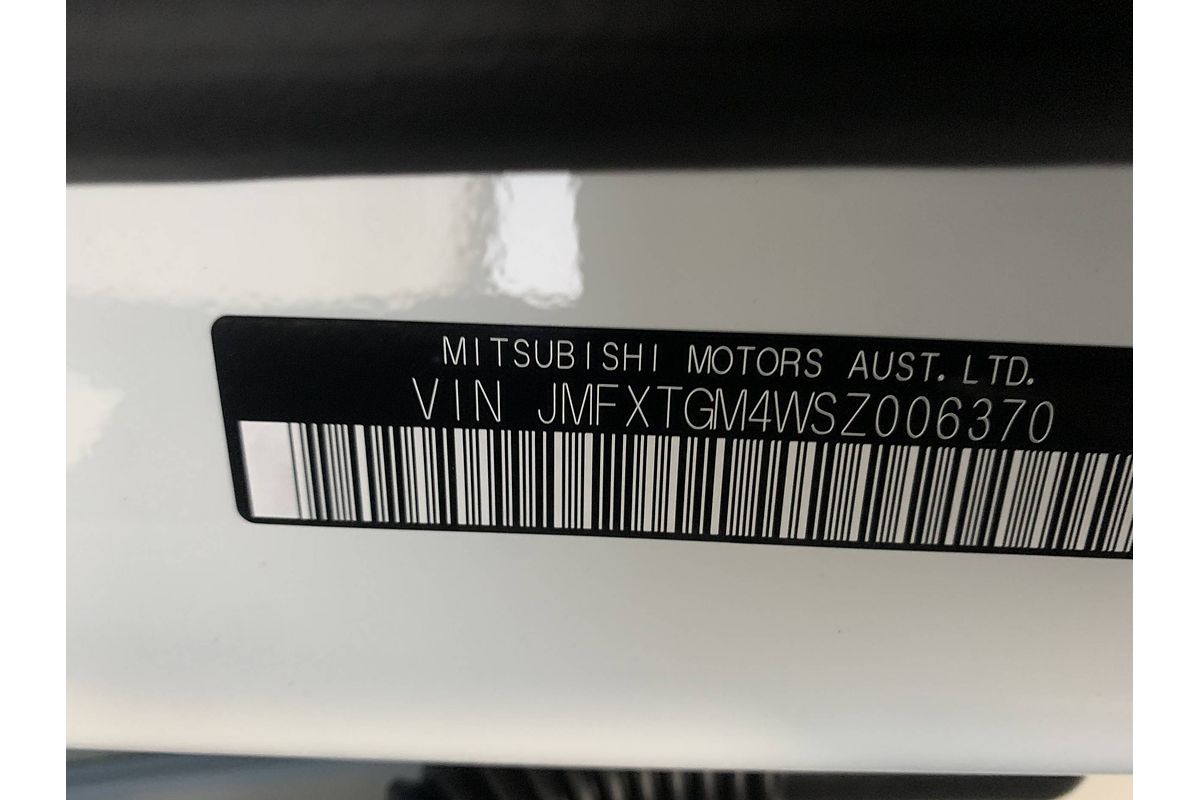 MITSUBISHI MOTORS AUST. LTD.
VIN JMFXTGM4WSZ006370